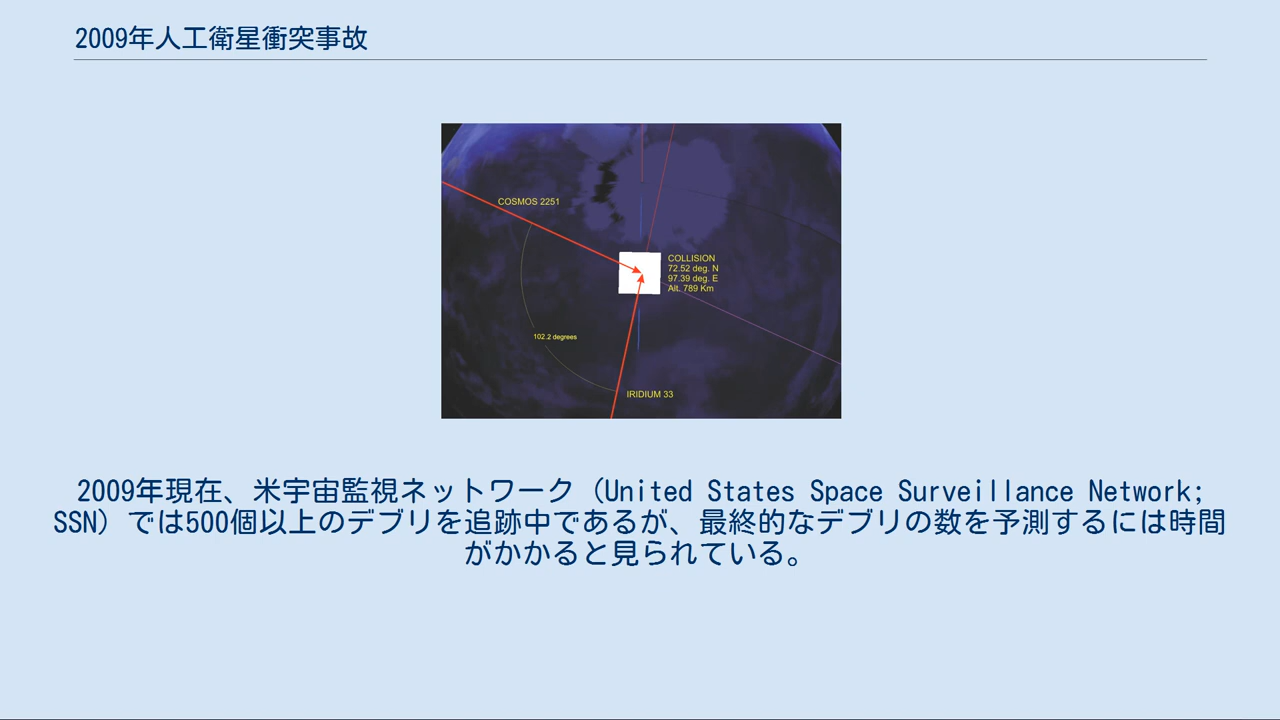 2009年人工衛星衝突事故
COSMOS 2251
COLLISION
72.52 deg. N
97.39 deg. E
Alt. 789 Km
102.2 degrees
IRIDIUM 33
2009年現在、米宇宙監視ネットワーク（United States Space Surveillance Network;
SSN）では500個以上のデブリを追跡中であるが、最終的なデブリの数を予測するには時間
がかかると見られている。